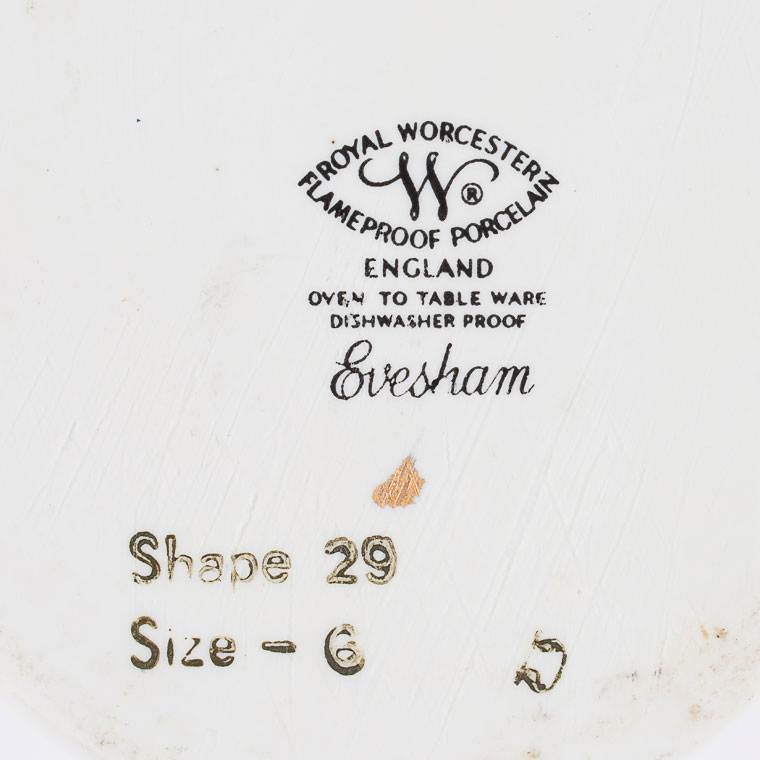 ROYAL WORCESTER
W®
FLAMEPROOF PORCELAIN
ENGLAND
OVEN TO TABLE WARE
DISHWASHER PROOF
Evesham
Shape 29
Size - 6